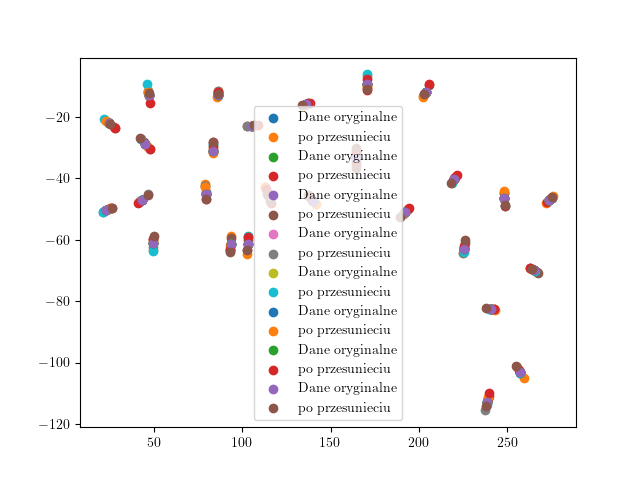 −20
−40
−60
−80
−100
−120
50
100
150
200
250
Dane oryginalne
po przesunieciu
Dane oryginalne
po przesunieciu
Dane oryginalne
po przesunieciu
Dane oryginalne
po przesunieciu
Dane oryginalne
po przesunieciu
Dane oryginalne
po przesunieciu
Dane oryginalne
po przesunieciu
Dane oryginalne
po przesunieciu